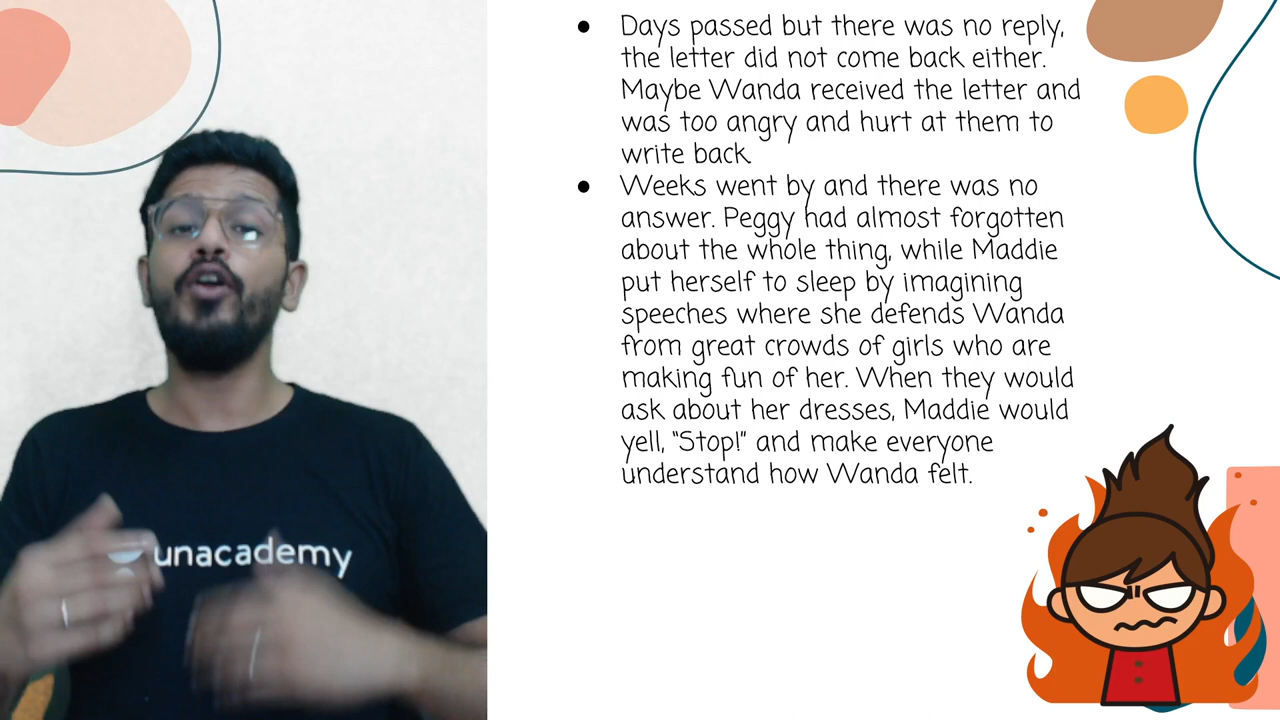 Days passed but there was no reply,
the letter did not come back either.
Maybe Wanda received the letter and
was too angry and hurt at them to
write back.
Weeks went by and there was no
answer. Peggy had almost forgotten
about the whole thing, while Maddie
put herself to sleep by imagining
speeches where she defends Wanda
from great crowds of girls who are
making fun of her. When they would
ask about her dresses, Maddie would
yell, “Stop!” and make everyone
understand how Wanda felt.
unacademy